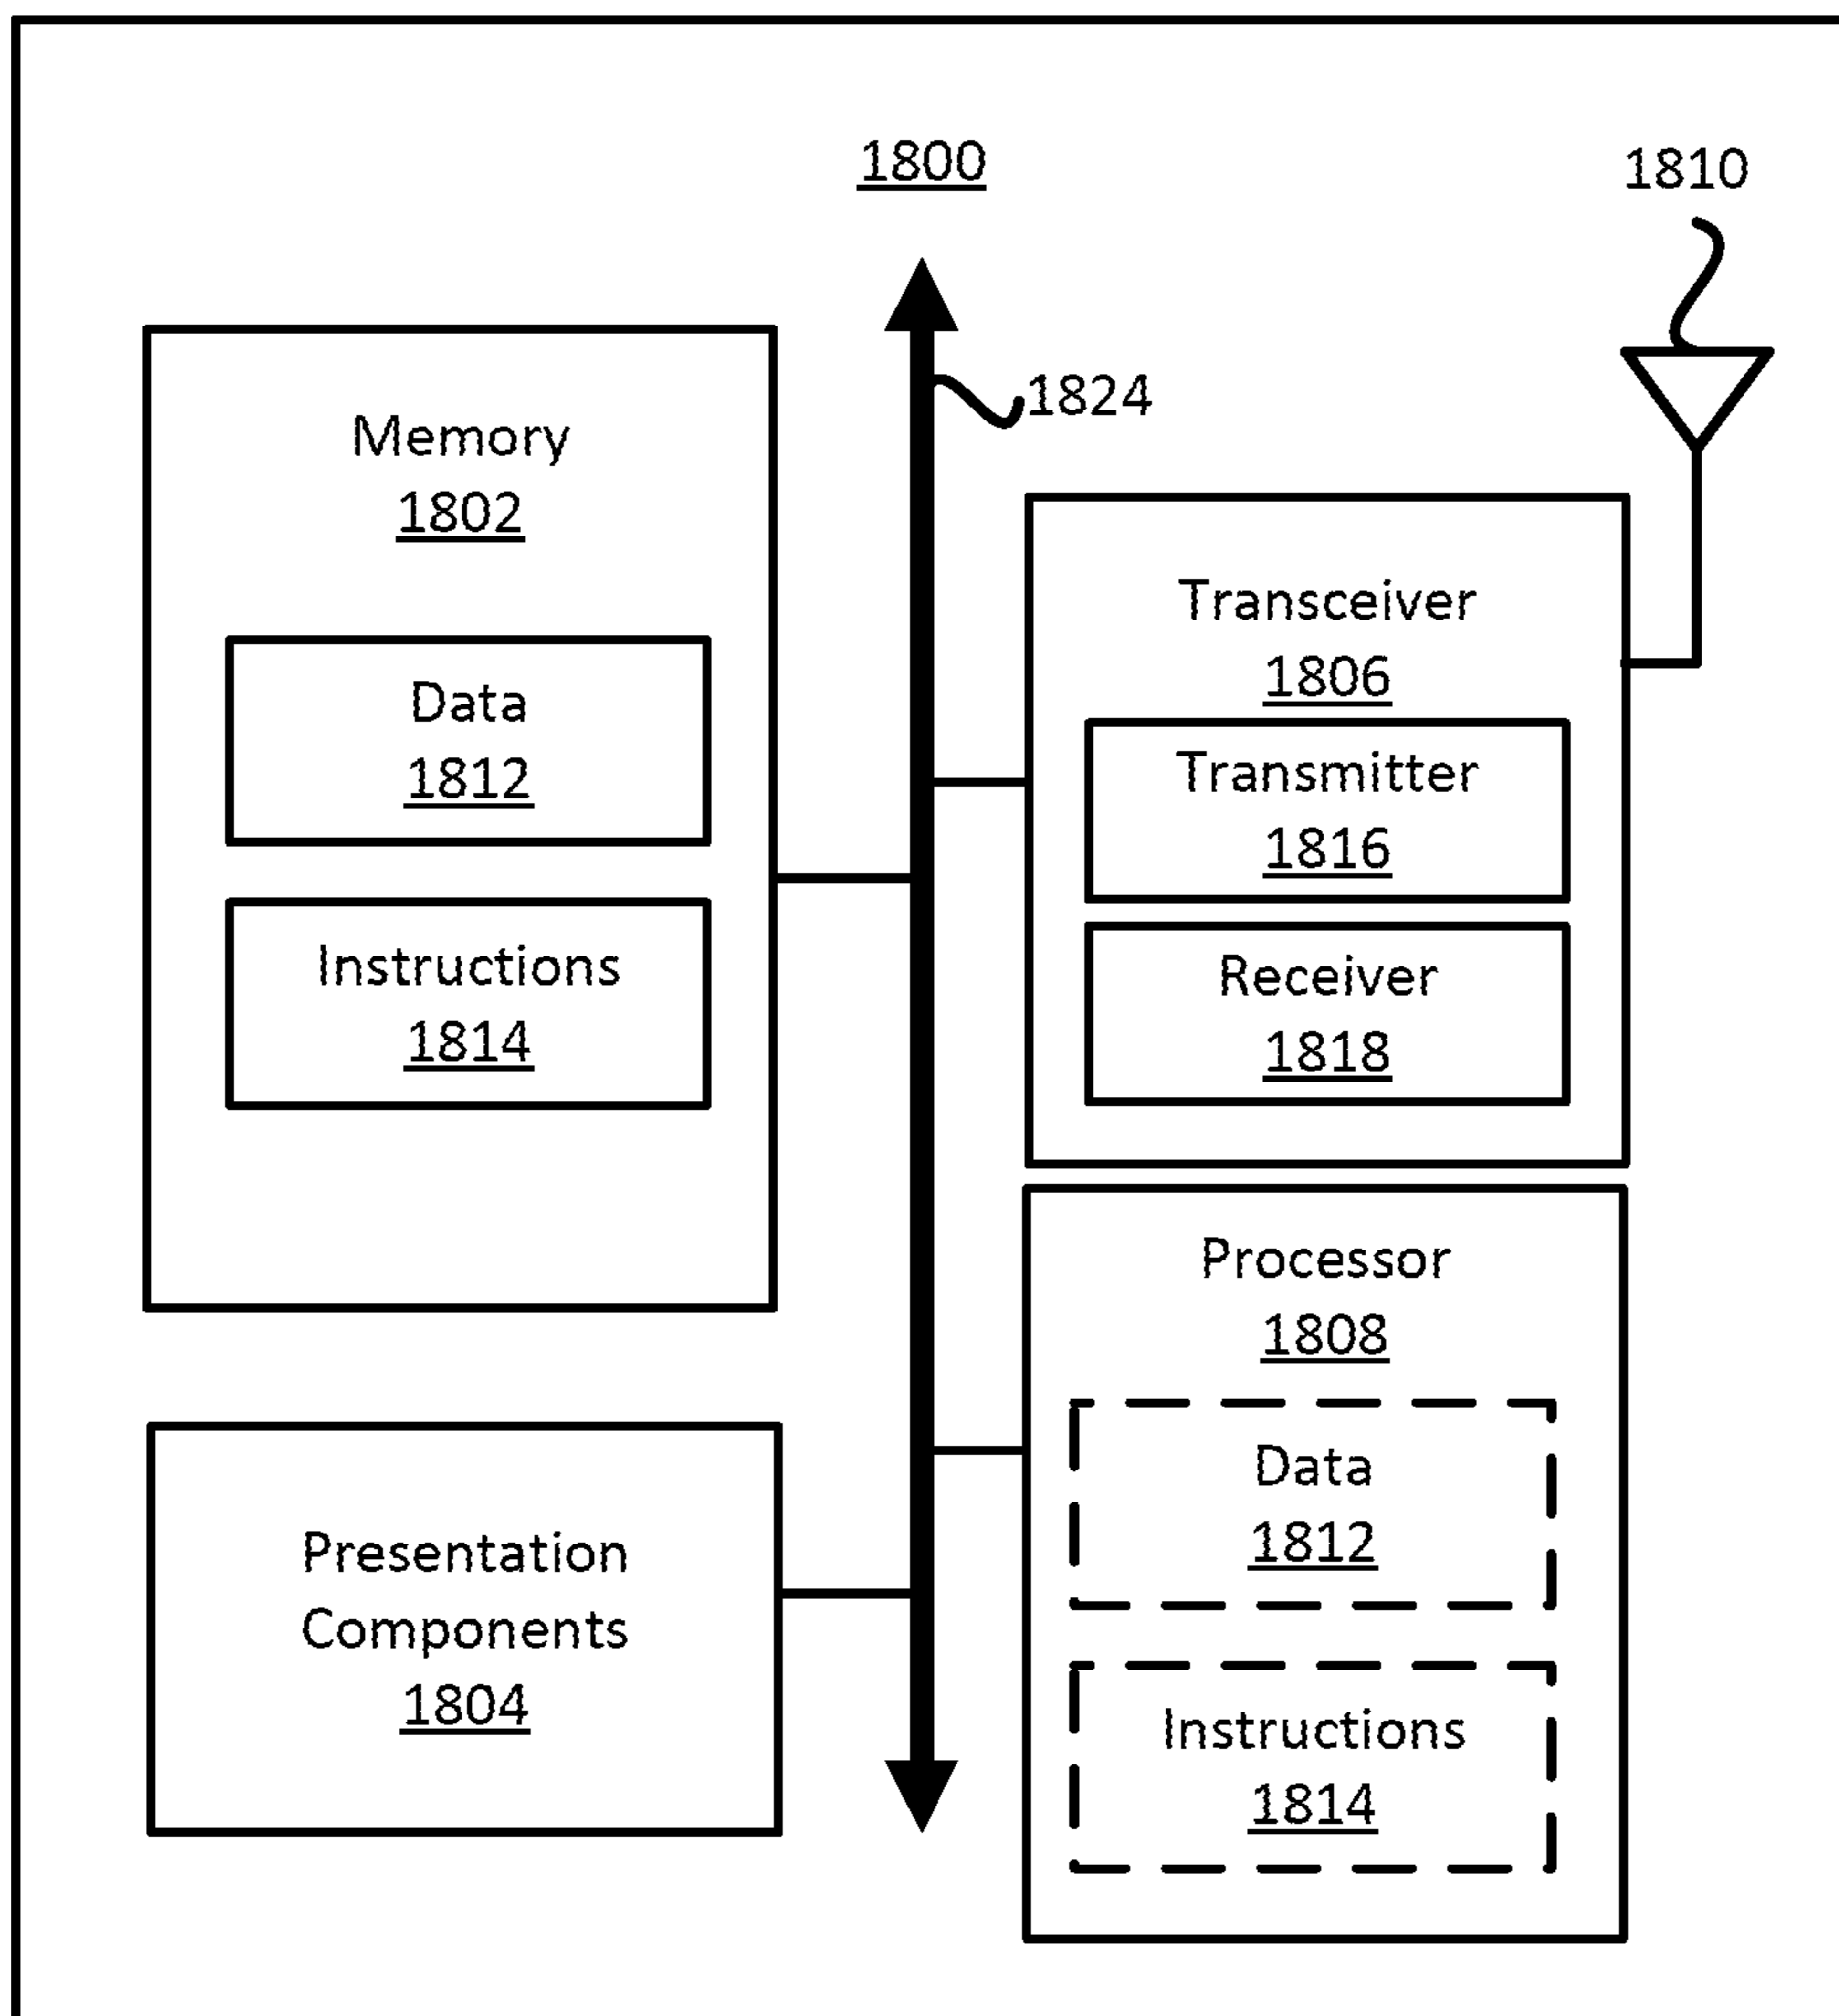 1800
1810
1824
Memory
1802
Data
1812
Instructions
1814
Transceiver
1806
Transmitter
1816
Receiver
1818
Presentation
Components
1804
Processor
1808
Data
1812
Instructions
1814